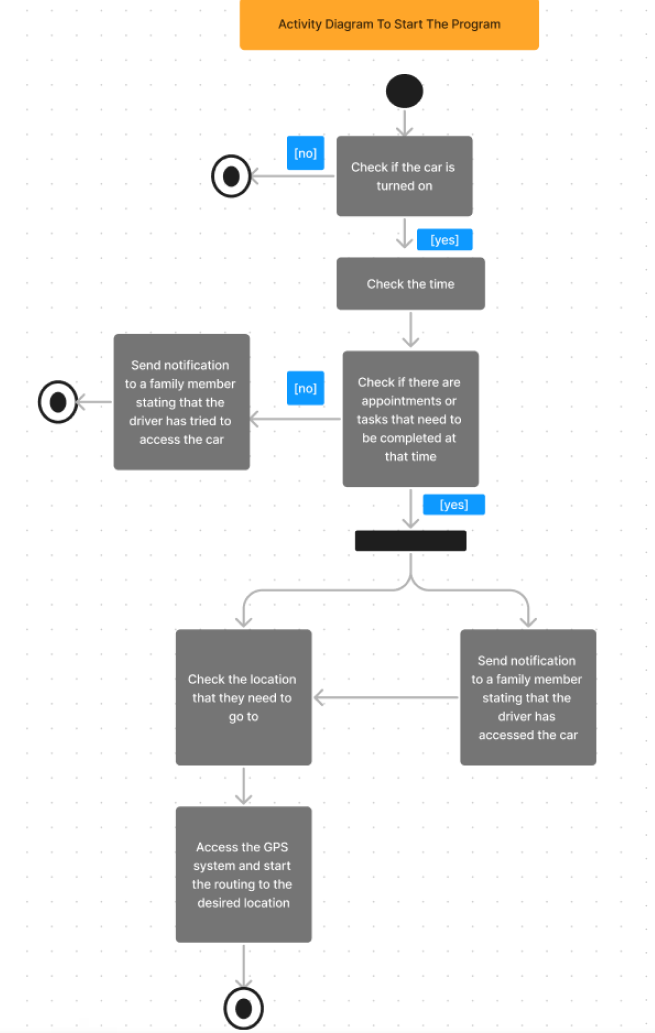 Activity Diagram To Start The Program
[no]
Check if the car is
turned on
[yes]
Check the time
Send notification
to a family member
stating that the
driver has tried to
access the car
[no]
Check if there are
appointments or
tasks that need to
be completed at
that time
[yes]
Check the location
that they need to
go to
Send notification
to a family member
stating that the
driver has
accessed the car
Access the GPS
system and start
the routing to the
desired location